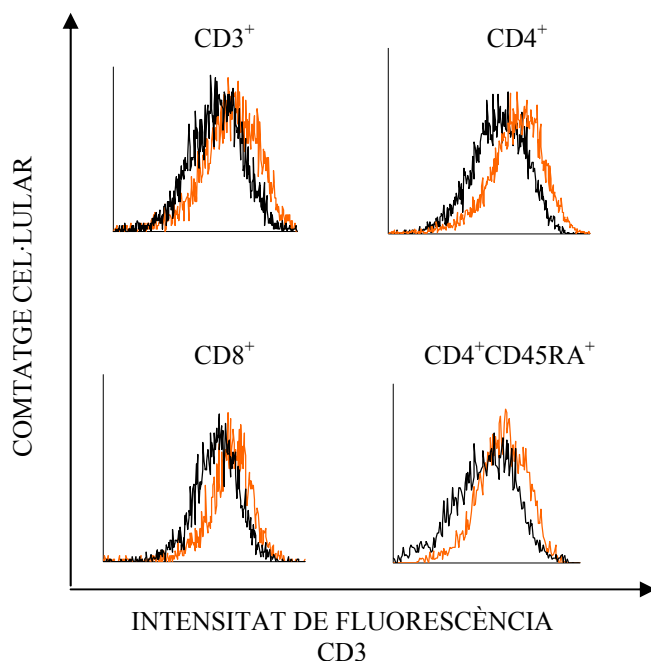 CD3⁺
CD4⁺
CD8⁺
CD4⁺CD45RA⁺
COMTATGE CEL·LULAR
INTENSITAT DE FLUORESCÈNCIA
CD3